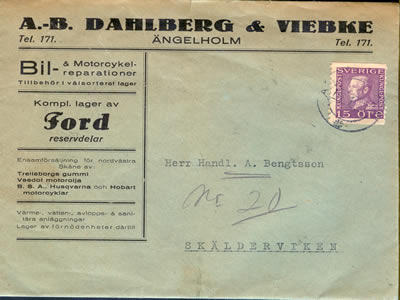 A.-B. DAHLBERG & VIEBKE
Tel. 171. ÄNGELHOLM Tel. 171.
Bil- & Motorcykel-
reparationer
Tillbehör i välsorterat lager
Kompl. lager av
Ford
reservdelar
Ensamförsäljning för nordvästra
Skåne av:
Trelleborgs gummi
Veedol motorolja
B. S. A., Husqvarna och Hobart
motorcyklar
Värme-, vatten-, avlopps- & sani-
tära anläggningar
Lager av förnödenheter därtill
SVERIGE
15 ÖRE
Herr Handl. A. Bengtsson
No 20
SKÄLDERVIKEN